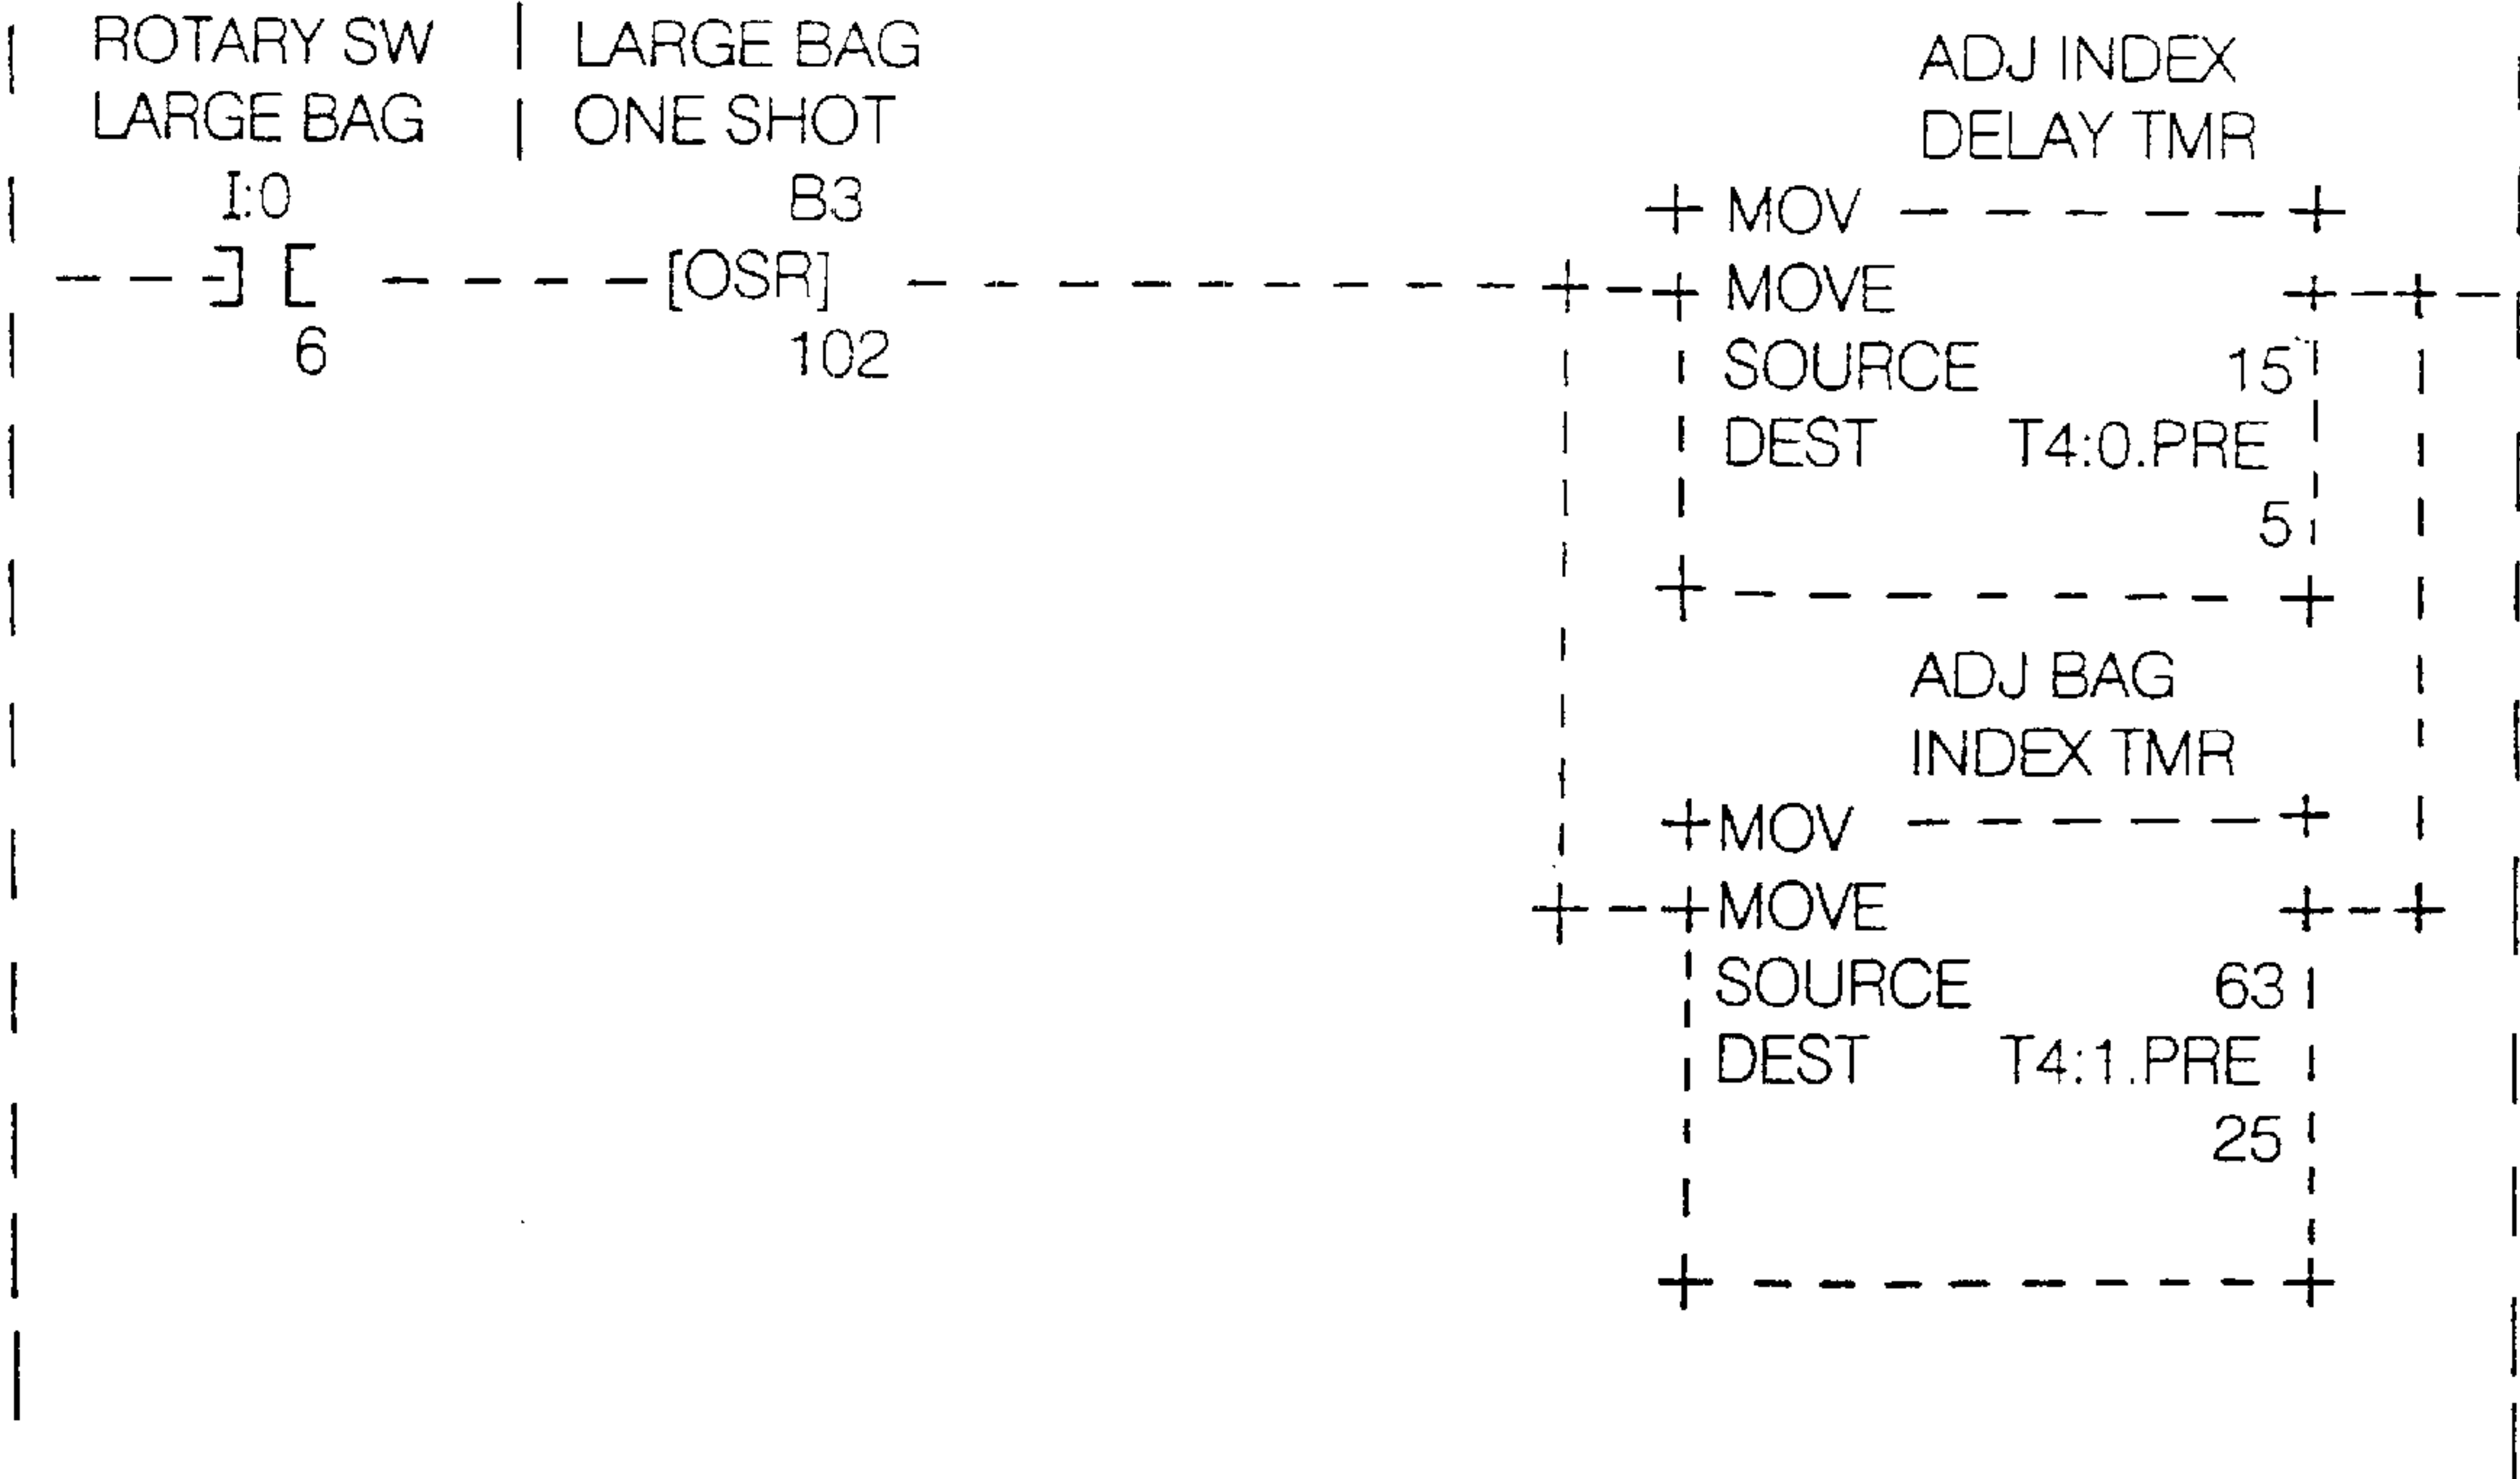 ROTARY SW | LARGE BAG
LARGE BAG | ONE SHOT
I:0 B3
] [ [OSR]
6 102
ADJ INDEX
DELAY TMR
MOV
MOVE
SOURCE 15
DEST T4:0.PRE
5
ADJ BAG
INDEX TMR
MOV
MOVE
SOURCE 63
DEST T4:1.PRE
25